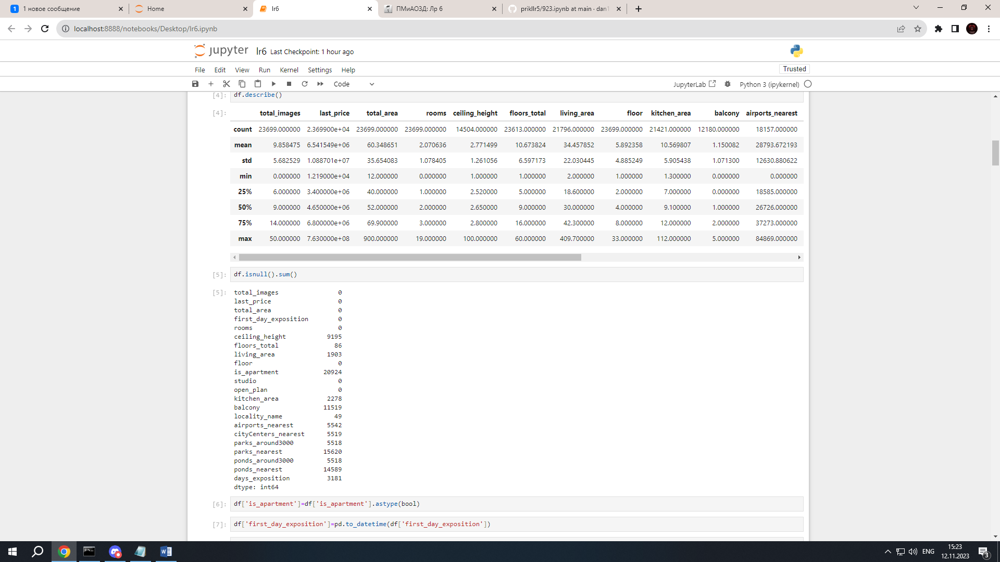 1 новое сообщение
Home
lr6
ПМиАОЗД: Лр 6
prikllr5/923.ipynb at main · dan1
localhost:8888/notebooks/Desktop/lr6.ipynb
jupyter lr6 Last Checkpoint: 1 hour ago
File Edit View Run Kernel Settings Help
Trusted
Code
JupyterLab
Python 3 (ipykernel)
[4]: df.describe()
[4]: total_images last_price total_area rooms ceiling_height floors_total living_area floor kitchen_area balcony airports_nearest
count 23699.000000 2.369900e+04 23699.000000 23699.000000 14504.000000 23613.000000 21796.000000 23699.000000 21421.000000 12180.000000 18157.000000
mean 9.858475 6.541549e+06 60.348651 2.070636 2.771499 10.673824 34.457852 5.892358 10.569807 1.150082 28793.672193
std 5.682529 1.088701e+07 35.654083 1.078405 1.261056 6.597173 22.030445 4.885249 5.905438 1.071300 12630.880622
min 0.000000 1.219000e+04 12.000000 0.000000 1.000000 1.000000 2.000000 1.000000 1.300000 0.000000 0.000000
25% 6.000000 3.400000e+06 40.000000 1.000000 2.520000 5.000000 18.600000 2.000000 7.000000 0.000000 18585.000000
50% 9.000000 4.650000e+06 52.000000 2.000000 2.650000 9.000000 30.000000 4.000000 9.100000 1.000000 26726.000000
75% 14.000000 6.800000e+06 69.900000 3.000000 2.800000 16.000000 42.300000 8.000000 12.000000 2.000000 37273.000000
max 50.000000 7.630000e+08 900.000000 19.000000 100.000000 60.000000 409.700000 33.000000 112.000000 5.000000 84869.000000
[5]: df.isnull().sum()
[5]: total_images 0
last_price 0
total_area 0
first_day_exposition 0
rooms 0
ceiling_height 9195
floors_total 86
living_area 1903
floor 0
is_apartment 20924
studio 0
open_plan 0
kitchen_area 2278
balcony 11519
locality_name 49
airports_nearest 5542
cityCenters_nearest 5519
parks_around3000 5518
parks_nearest 15620
ponds_around3000 5518
ponds_nearest 14589
days_exposition 3181
dtype: int64
[6]: df['is_apartment']=df['is_apartment'].astype(bool)
[7]: df['first_day_exposition']=pd.to_datetime(df['first_day_exposition'])
ENG
15:23
12.11.2023
3